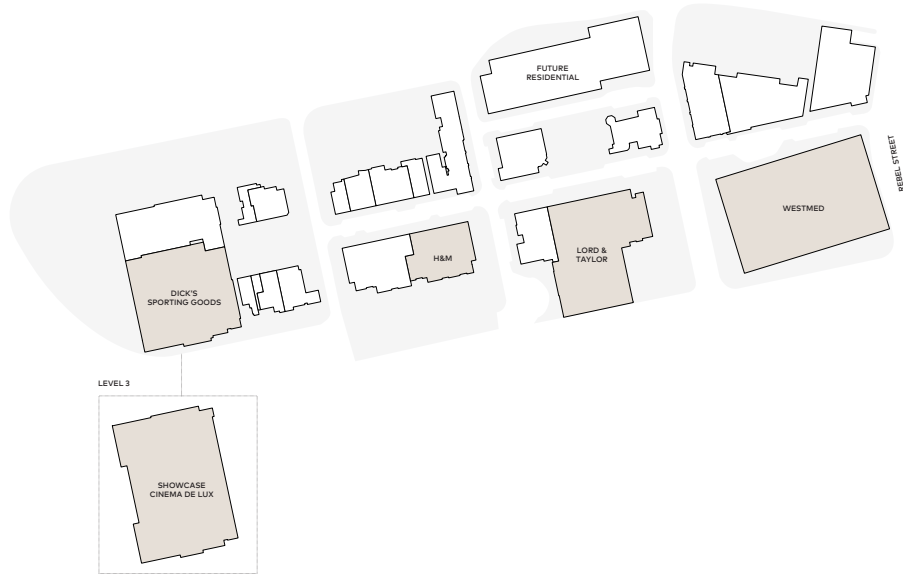 FUTURE
RESIDENTIAL
REBEL STREET
WESTMED
LORD &
TAYLOR
H&M
DICK'S
SPORTING GOODS
LEVEL 3
SHOWCASE
CINEMA DE LUX